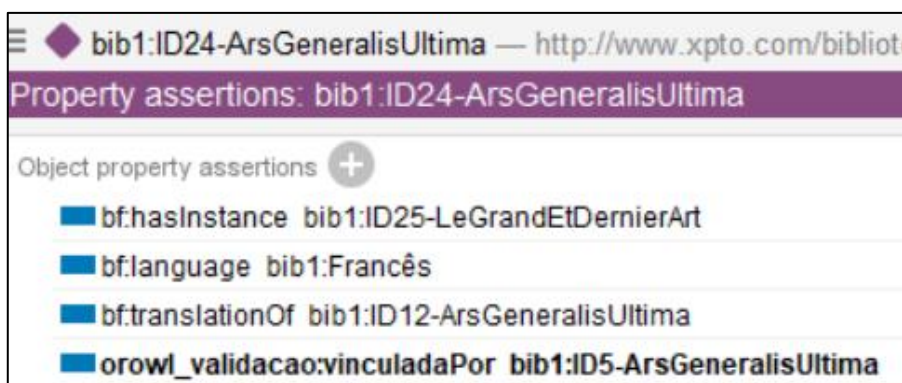 bib1:ID24-ArsGeneralisUltima — http://www.xpto.com/bibliot
Property assertions: bib1:ID24-ArsGeneralisUltima
Object property assertions
bf:hasInstance bib1:ID25-LeGrandEtDernierArt
bf:language bib1:Francês
bf:translationOf bib1:ID12-ArsGeneralisUltima
orowl_validacao:vinculadaPor bib1:ID5-ArsGeneralisUltima